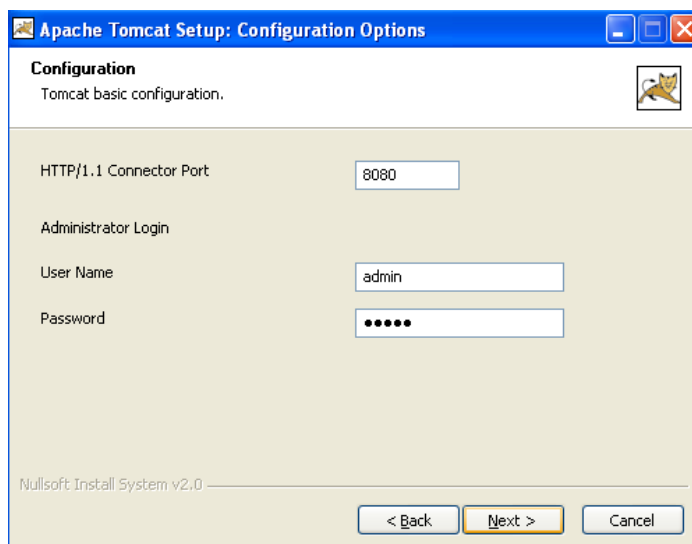 Apache Tomcat Setup: Configuration Options
Configuration
Tomcat basic configuration.
HTTP/1.1 Connector Port 8080
Administrator Login
User Name admin
Password •••••
Nullsoft Install System v2.0
< Back Next > Cancel